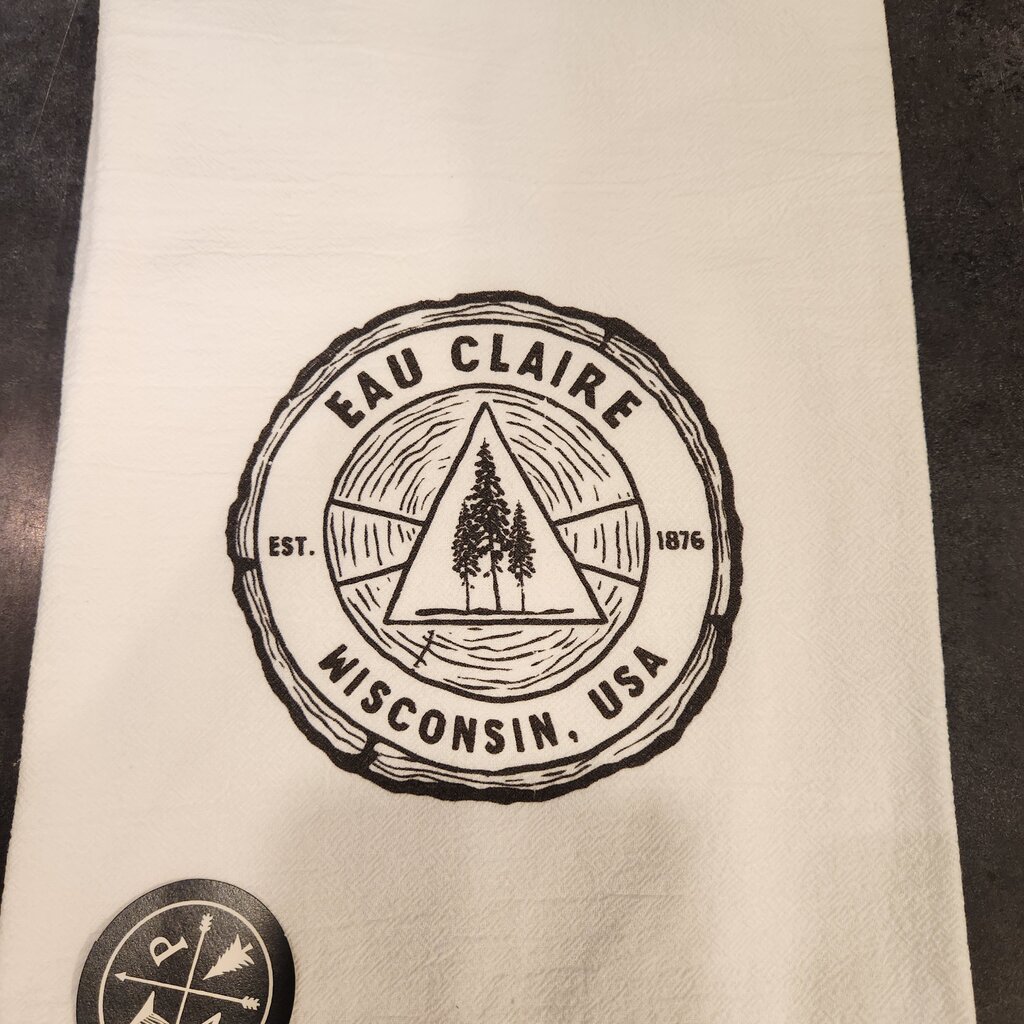 EAU CLAIRE
EST.
1876
WISCONSIN, USA
P